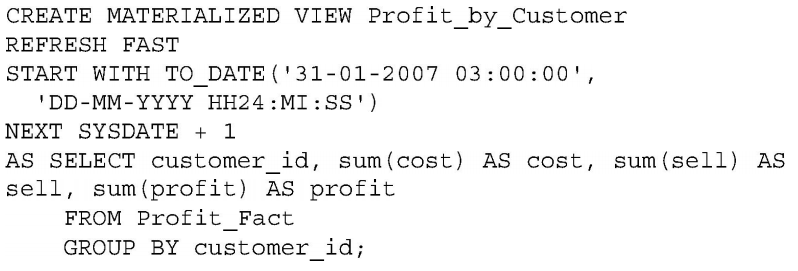 CREATE MATERIALIZED VIEW Profit_by_Customer
REFRESH FAST
START WITH TO_DATE('31-01-2007 03:00:00',
'DD-MM-YYYY HH24:MI:SS')
NEXT SYSDATE + 1
AS SELECT customer_id, sum(cost) AS cost, sum(sell) AS
sell, sum(profit) AS profit
FROM Profit_Fact
GROUP BY customer_id;